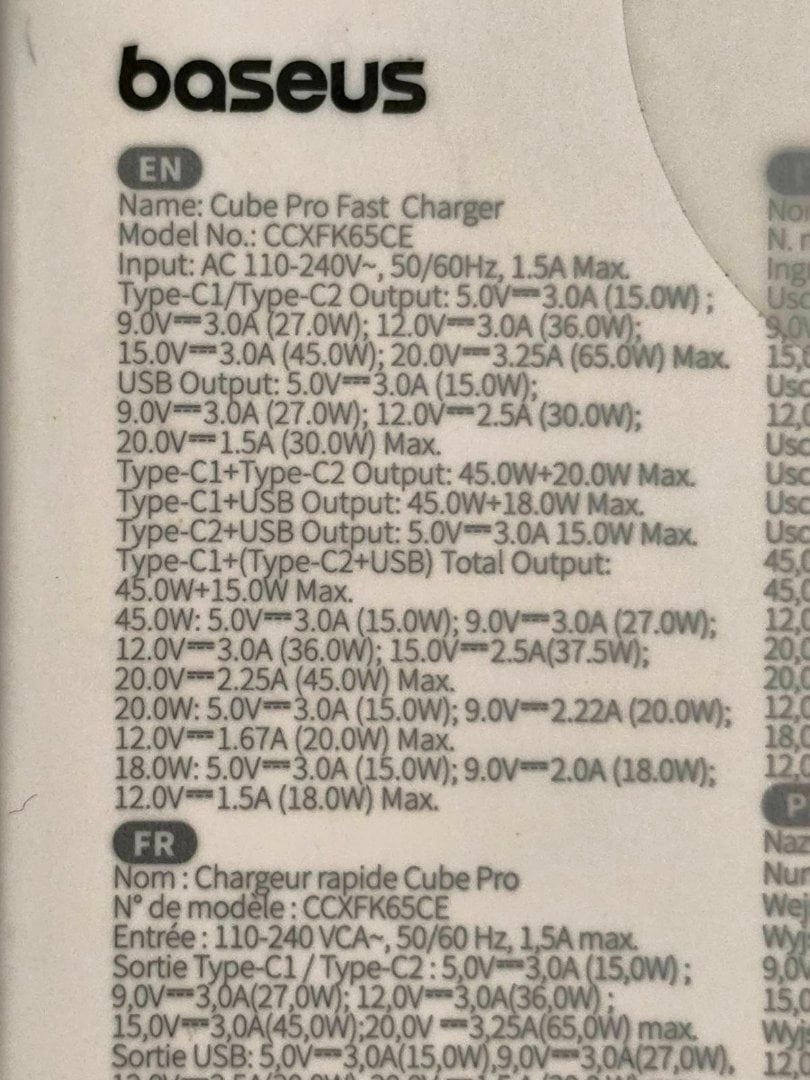 baseus
EN
Name: Cube Pro Fast Charger
Model No.: CCXFK65CE
Input: AC 110-240V~, 50/60Hz, 1.5A Max.
Type-C1/Type-C2 Output: 5.0V⎓3.0A (15.0W) ;
9.0V⎓3.0A (27.0W); 12.0V⎓3.0A (36.0W);
15.0V⎓3.0A (45.0W); 20.0V⎓3.25A (65.0W) Max.
USB Output: 5.0V⎓3.0A (15.0W);
9.0V⎓3.0A (27.0W); 12.0V⎓2.5A (30.0W);
20.0V⎓1.5A (30.0W) Max.
Type-C1+Type-C2 Output: 45.0W+20.0W Max.
Type-C1+USB Output: 45.0W+18.0W Max.
Type-C2+USB Output: 5.0V⎓3.0A 15.0W Max.
Type-C1+(Type-C2+USB) Total Output:
45.0W+15.0W Max.
45.0W: 5.0V⎓3.0A (15.0W); 9.0V⎓3.0A (27.0W);
12.0V⎓3.0A (36.0W); 15.0V⎓2.5A(37.5W);
20.0V⎓2.25A (45.0W) Max.
20.0W: 5.0V⎓3.0A (15.0W); 9.0V⎓2.22A (20.0W);
12.0V⎓1.67A (20.0W) Max.
18.0W: 5.0V⎓3.0A (15.0W); 9.0V⎓2.0A (18.0W);
12.0V⎓1.5A (18.0W) Max.
FR
Nom : Chargeur rapide Cube Pro
N° de modèle : CCXFK65CE
Entrée : 110-240 VCA~, 50/60 Hz, 1,5A max.
Sortie Type-C1 / Type-C2 : 5,0V⎓3,0A (15,0W) ;
9,0V⎓3,0A(27,0W); 12,0V⎓3,0A(36,0W) ;
15,0V⎓3,0A(45,0W);20,0V ⎓3,25A(65,0W) max.
Sortie USB: 5,0V⎓3,0A(15,0W),9,0V⎓3,0A(27,0W),